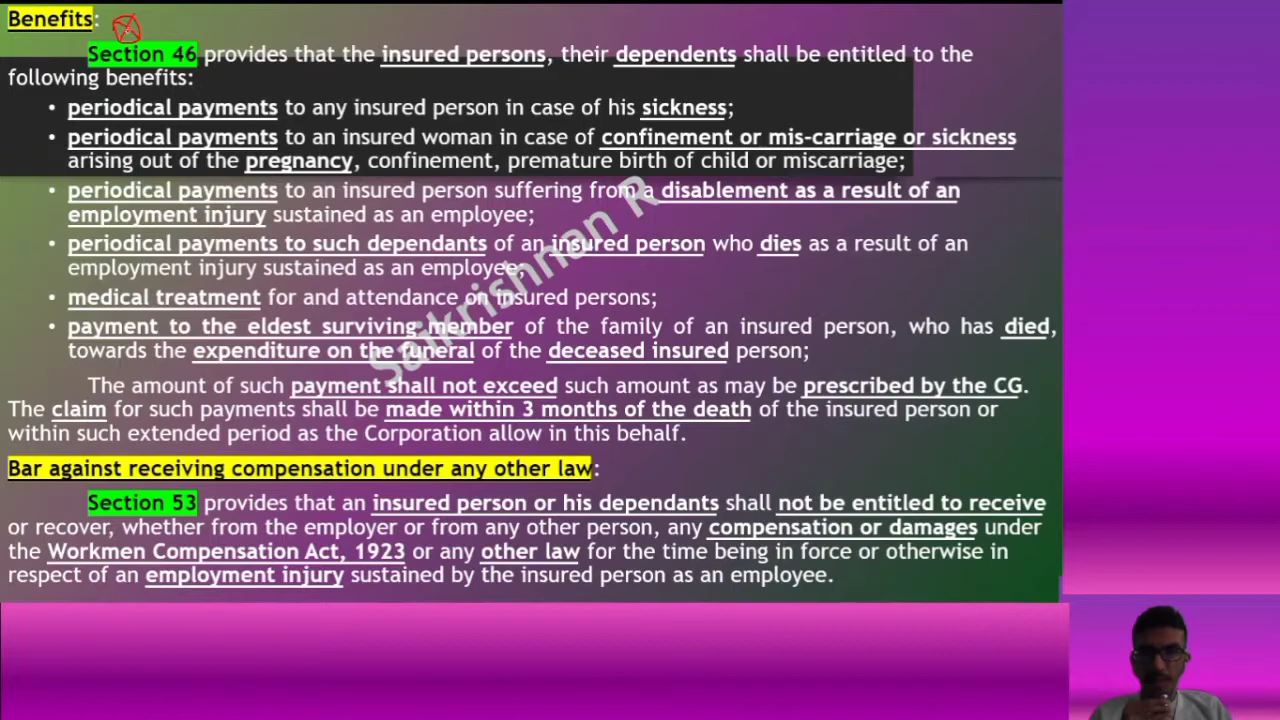 Benefits:
Section 46 provides that the insured persons, their dependents shall be entitled to the
following benefits:
• periodical payments to any insured person in case of his sickness;
• periodical payments to an insured woman in case of confinement or mis-carriage or sickness
arising out of the pregnancy, confinement, premature birth of child or miscarriage;
• periodical payments to an insured person suffering from a disablement as a result of an
employment injury sustained as an employee;
• periodical payments to such dependants of an insured person who dies as a result of an
employment injury sustained as an employee;
• medical treatment for and attendance on insured persons;
• payment to the eldest surviving member of the family of an insured person, who has died,
towards the expenditure on the funeral of the deceased insured person;
The amount of such payment shall not exceed such amount as may be prescribed by the CG.
The claim for such payments shall be made within 3 months of the death of the insured person or
within such extended period as the Corporation allow in this behalf.
Bar against receiving compensation under any other law:
Section 53 provides that an insured person or his dependants shall not be entitled to receive
or recover, whether from the employer or from any other person, any compensation or damages under
the Workmen Compensation Act, 1923 or any other law for the time being in force or otherwise in
respect of an employment injury sustained by the insured person as an employee.
Saikrishnan R